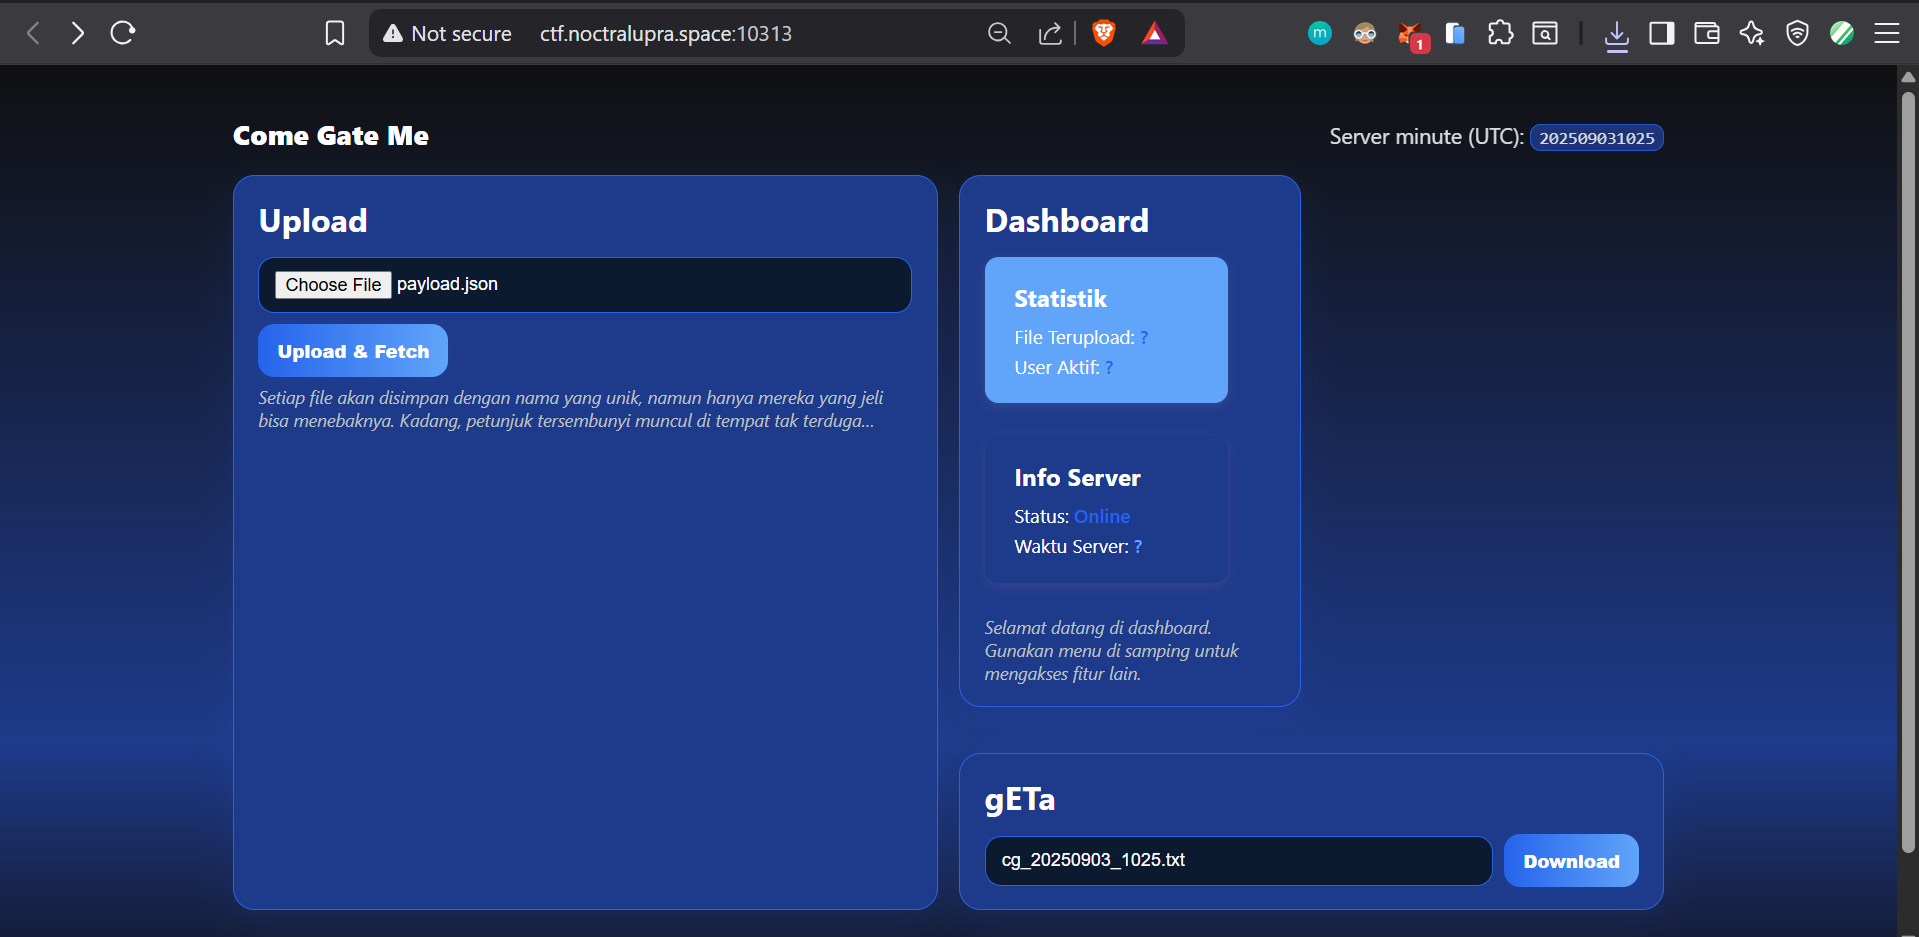 Not secure
ctf.noctralupra.space:10313
m
1
Come Gate Me
Server minute (UTC): 202509031025
Upload
Choose File payload.json
Upload & Fetch
Setiap file akan disimpan dengan nama yang unik, namun hanya mereka yang jeli
bisa menebaknya. Kadang, petunjuk tersembunyi muncul di tempat tak terduga...
Dashboard
Statistik
File Terupload: ?
User Aktif: ?
Info Server
Status: Online
Waktu Server: ?
Selamat datang di dashboard.
Gunakan menu di samping untuk
mengakses fitur lain.
gETa
cg_20250903_1025.txt
Download